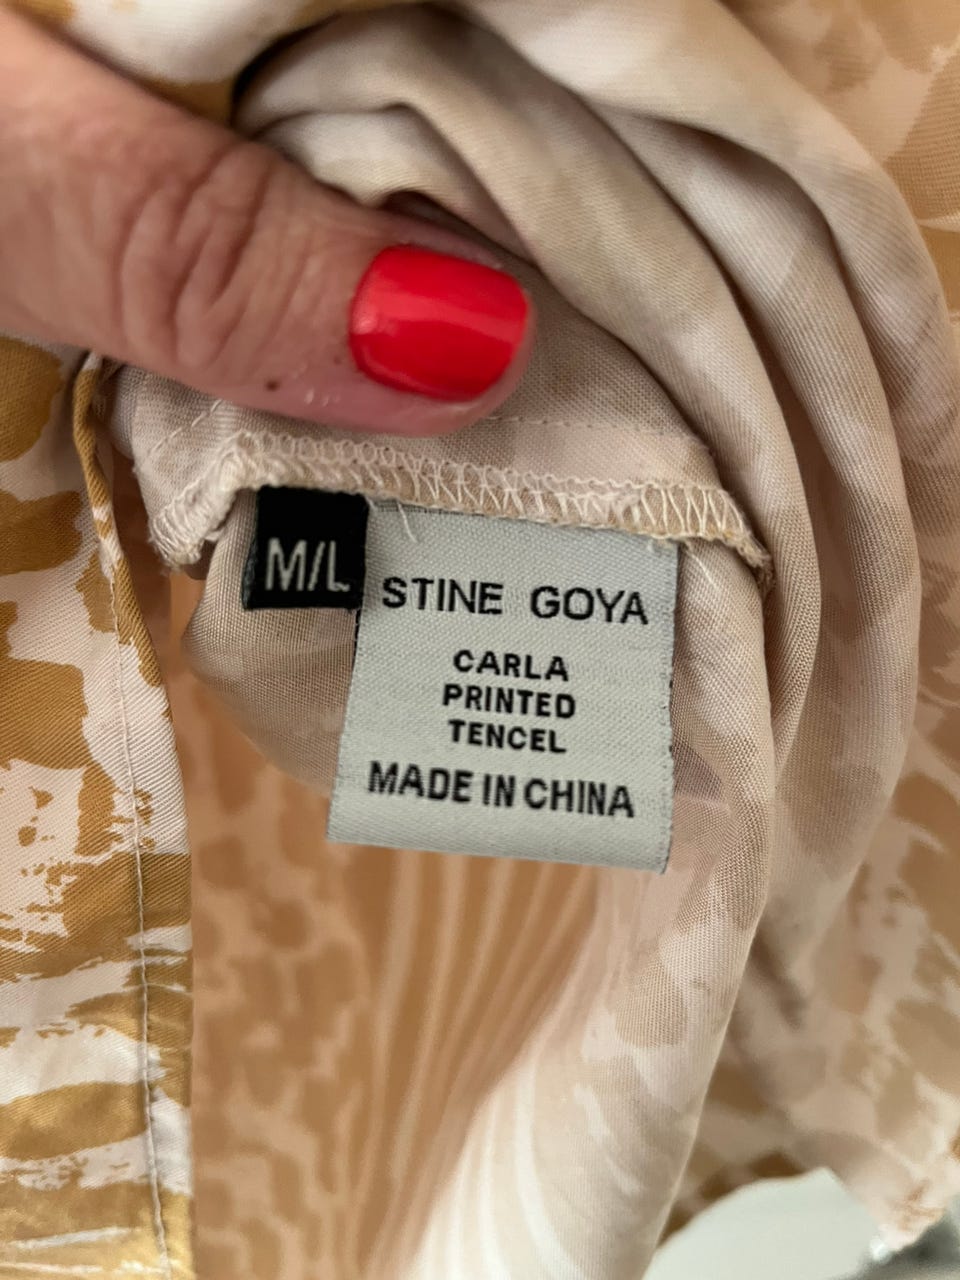 M/L
STINE GOYA
CARLA
PRINTED
TENCEL
MADE IN CHINA